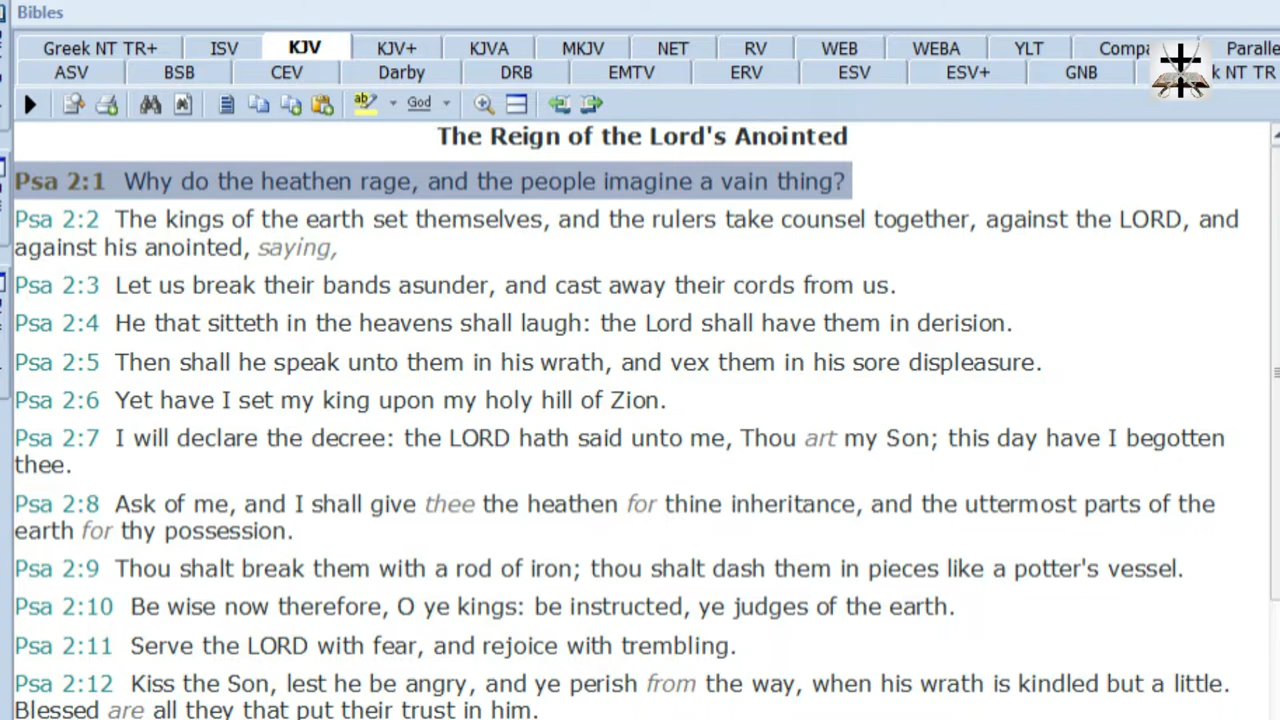 Bibles
Greek NT TR+ ISV KJV KJV+ KJVA MKJV NET RV WEB WEBA YLT Compa Paralle
ASV BSB CEV Darby DRB EMTV ERV ESV ESV+ GNB k NT TR
God
The Reign of the Lord's Anointed
Psa 2:1 Why do the heathen rage, and the people imagine a vain thing?
Psa 2:2 The kings of the earth set themselves, and the rulers take counsel together, against the LORD, and
against his anointed, saying,
Psa 2:3 Let us break their bands asunder, and cast away their cords from us.
Psa 2:4 He that sitteth in the heavens shall laugh: the Lord shall have them in derision.
Psa 2:5 Then shall he speak unto them in his wrath, and vex them in his sore displeasure.
Psa 2:6 Yet have I set my king upon my holy hill of Zion.
Psa 2:7 I will declare the decree: the LORD hath said unto me, Thou art my Son; this day have I begotten
thee.
Psa 2:8 Ask of me, and I shall give thee the heathen for thine inheritance, and the uttermost parts of the
earth for thy possession.
Psa 2:9 Thou shalt break them with a rod of iron; thou shalt dash them in pieces like a potter's vessel.
Psa 2:10 Be wise now therefore, O ye kings: be instructed, ye judges of the earth.
Psa 2:11 Serve the LORD with fear, and rejoice with trembling.
Psa 2:12 Kiss the Son, lest he be angry, and ye perish from the way, when his wrath is kindled but a little.
Blessed are all they that put their trust in him.